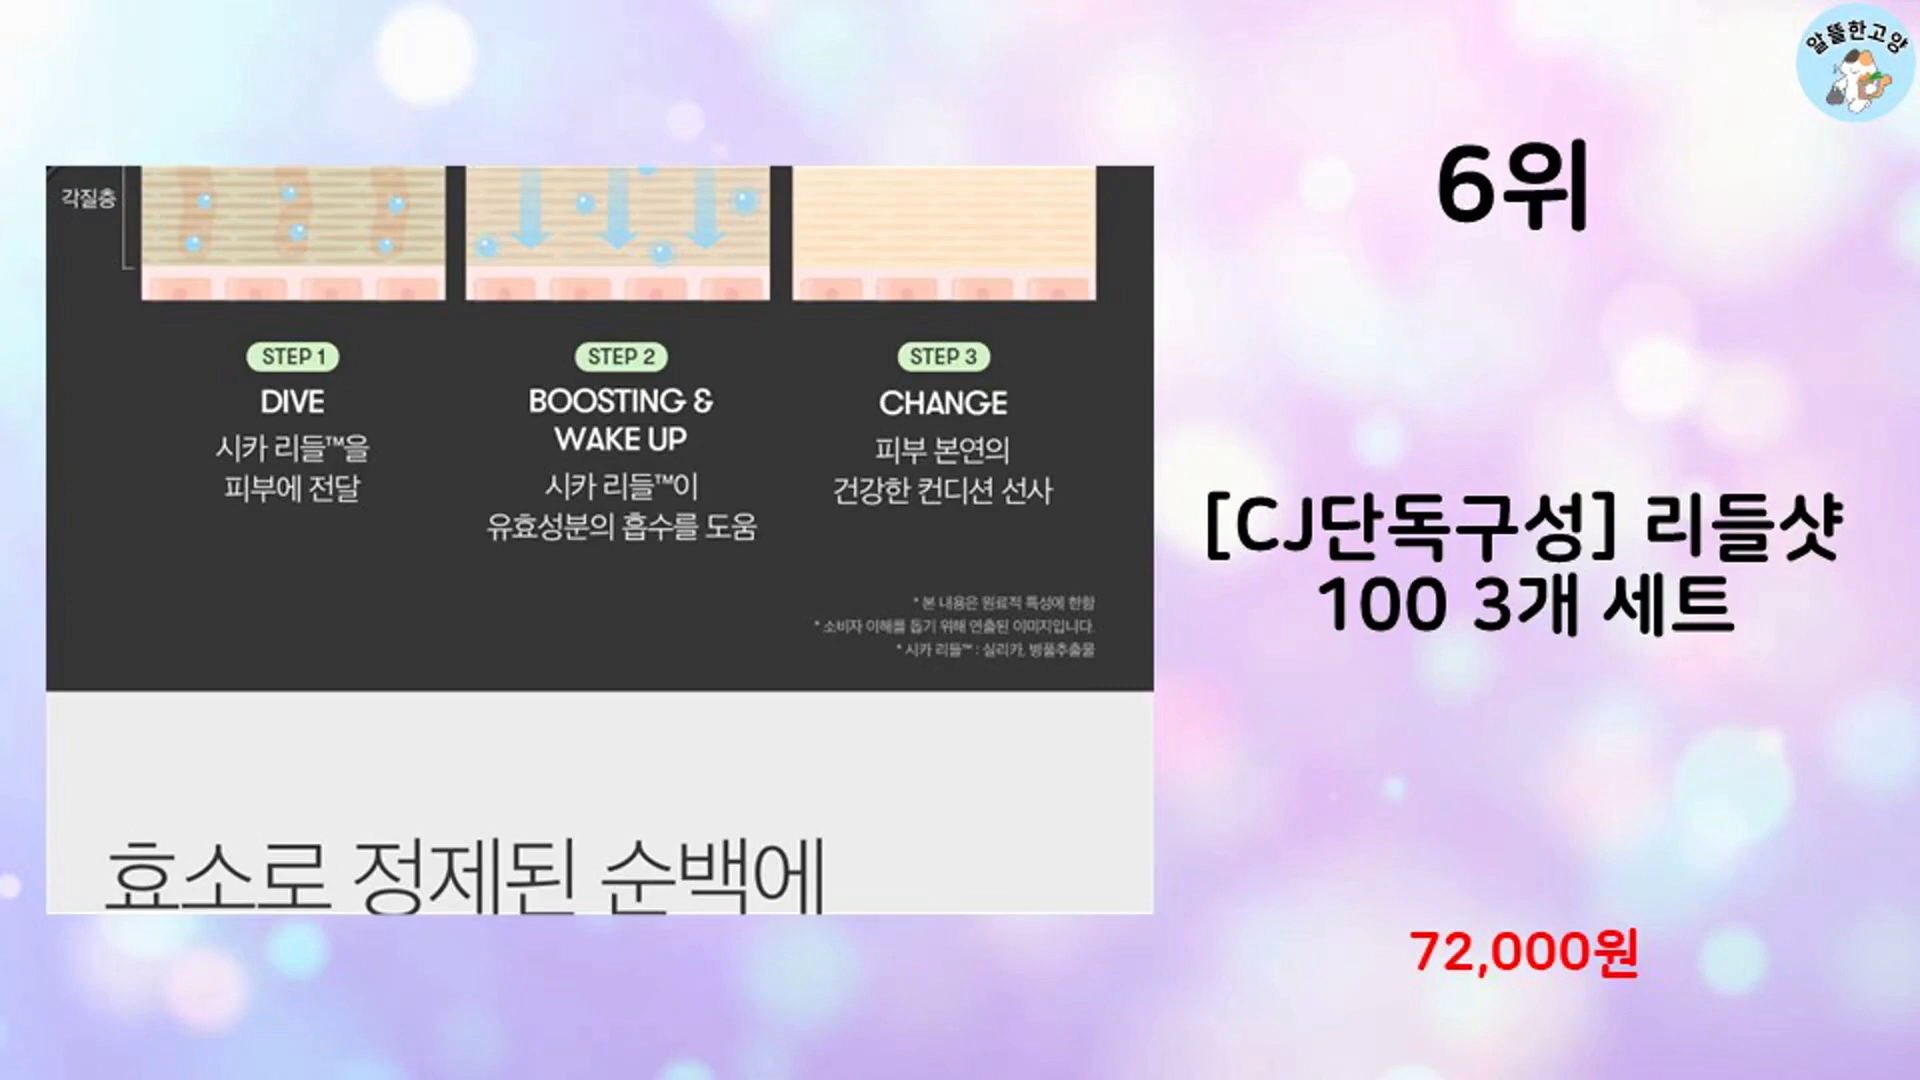 알뜰한고양
6위
각질층
STEP 1
DIVE
시카 리들™을
피부에 전달
STEP 2
BOOSTING &
WAKE UP
시카 리들™이
유효성분의 흡수를 도움
STEP 3
CHANGE
피부 본연의
건강한 컨디션 선사
* 본 내용은 원료적 특성에 한함
* 소비자 이해를 돕기 위해 연출된 이미지입니다.
* 시카 리들™ : 실리카, 병풀추출물
효소로 정제된 순백에
[CJ단독구성] 리들샷
100 3개 세트
72,000원